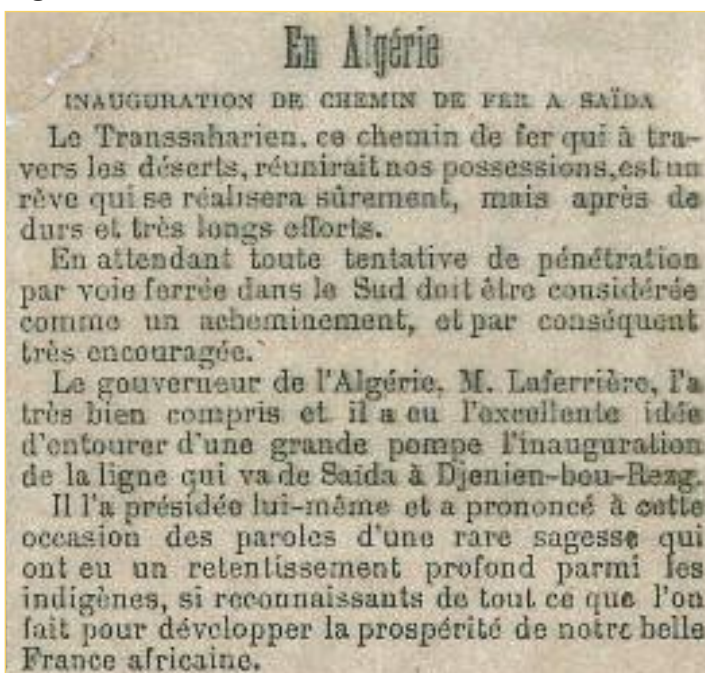 En Algérie
INAUGURATION DE CHEMIN DE FER A SAÏDA
Le Transsaharien, ce chemin de fer qui à tra-
vers les déserts, réunirait nos possessions, est un
rêve qui se réalisera sûrement, mais après de
durs et très longs efforts.
En attendant toute tentative de pénétration
par voie ferrée dans le Sud doit être considérée
comme un acheminement, et par conséquent
très encouragée.
Le gouverneur de l'Algérie, M. Laferrière, l'a
très bien compris et il a eu l'excellente idée
d'entourer d'une grande pompe l'inauguration
de la ligne qui va de Saïda à Djenien-bou-Rezg.
Il l'a présidée lui-même et a prononcé à cette
occasion des paroles d'une rare sagesse qui
ont eu un retentissement profond parmi les
indigènes, si reconnaissants de tout ce que l'on
fait pour développer la prospérité de notre belle
France africaine.